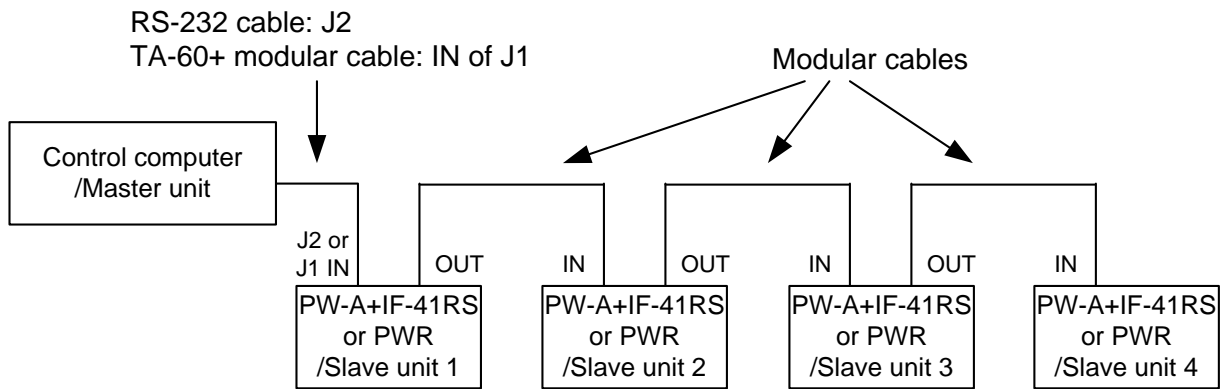 RS-232 cable: J2
TA-60+ modular cable: IN of J1
Modular cables
Control computer
/Master unit
J2 or
J1 IN
OUT
IN
OUT
IN
OUT
IN
PW-A+IF-41RS
or PWR
/Slave unit 1
PW-A+IF-41RS
or PWR
/Slave unit 2
PW-A+IF-41RS
or PWR
/Slave unit 3
PW-A+IF-41RS
or PWR
/Slave unit 4